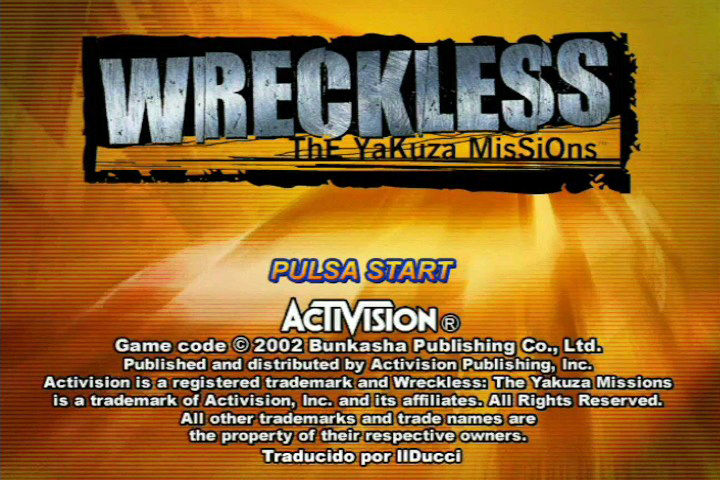 WRECKLESS
ThE YaKuza MisSiOns™
PULSA START
ACTIVISION®
Game code © 2002 Bunkasha Publishing Co., Ltd.
Published and distributed by Activision Publishing, Inc.
Activision is a registered trademark and Wreckless: The Yakuza Missions
is a trademark of Activision, Inc. and its affiliates. All Rights Reserved.
All other trademarks and trade names are
the property of their respective owners.
Traducido por IlDucci